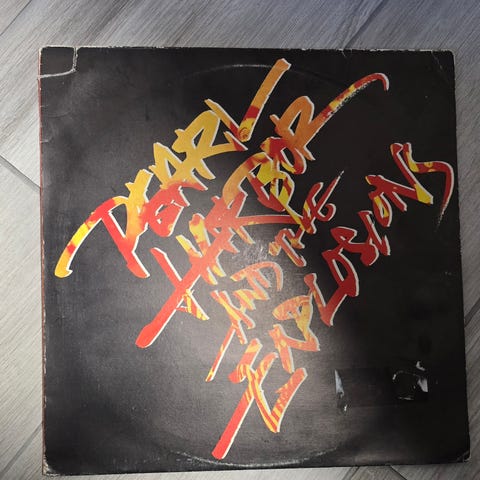 PEARL
HARBOR
AND THE
EXPLOSIONS